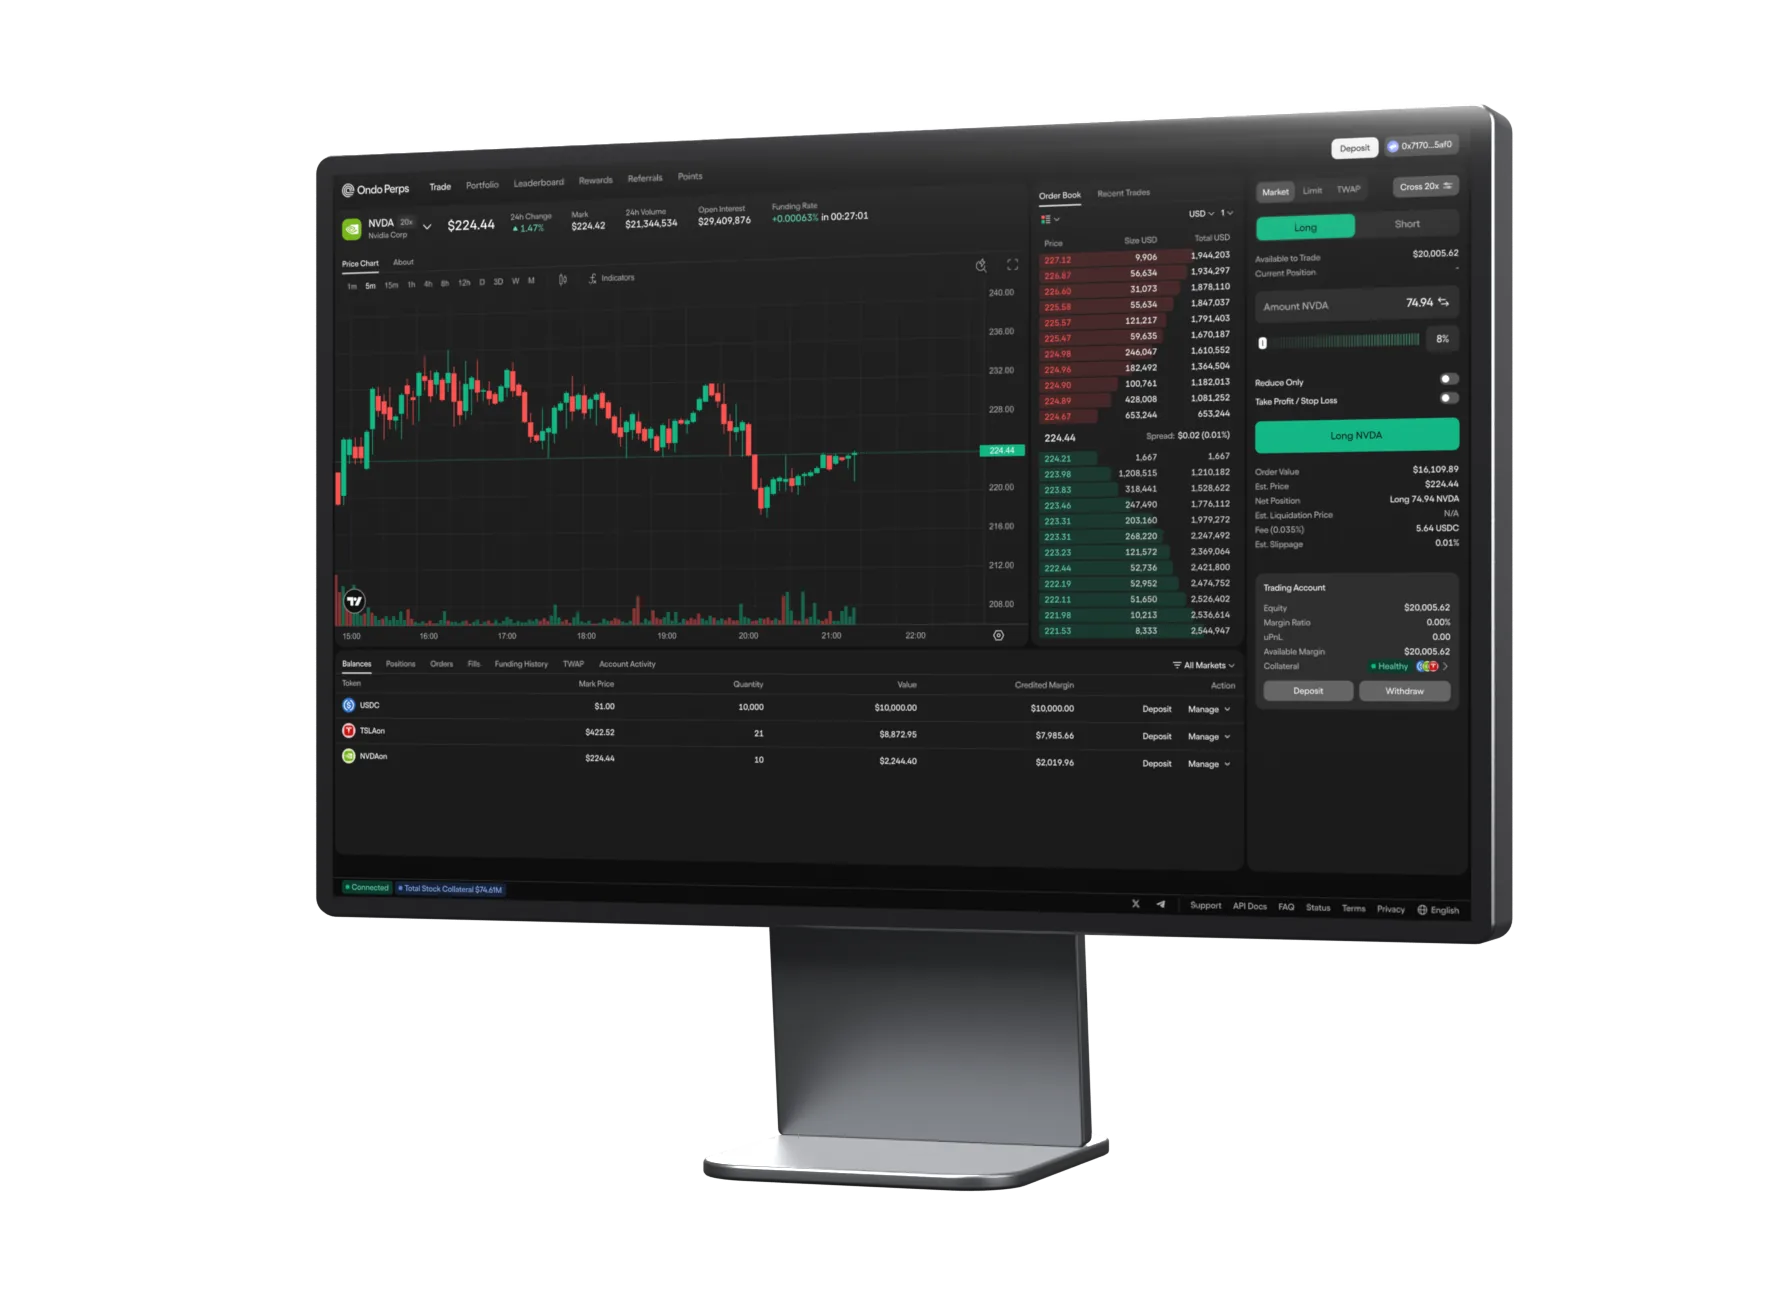 Deposit 0x7170...5af0
Ondo Perps Trade Portfolio Leaderboard Rewards Referrals Points
NVDA 20x
Nvidia Corp
$224.44
24h Change
1.47%
Mark
$224.42
24h Volume
$21,344,534
Open Interest
$29,409,876
Funding Rate
+0.00063% in 00:27:01
Price Chart About
1m 5m 15m 1h 4h 8h 12h D 3D W M Indicators
240.00
236.00
232.00
228.00
224.44
220.00
216.00
212.00
208.00
15:00 16:00 17:00 18:00 19:00 20:00 21:00 22:00
Order Book Recent Trades
USD 1
Price Size USD Total USD
227.12 9,906 1,944,203
226.87 56,634 1,934,297
226.60 31,073 1,878,110
225.58 55,634 1,847,037
225.57 121,217 1,791,403
225.47 59,635 1,670,187
224.98 246,047 1,610,552
224.96 182,492 1,364,504
224.90 100,761 1,182,013
224.89 428,008 1,081,252
224.67 653,244 653,244
224.44 Spread: $0.02 (0.01%)
224.21 1,667 1,667
223.98 1,208,515 1,210,182
223.83 318,441 1,528,622
223.46 247,490 1,776,112
223.31 203,160 1,979,272
223.31 268,220 2,247,492
223.23 121,572 2,369,064
222.44 52,736 2,421,800
222.19 52,952 2,474,752
222.11 51,650 2,526,402
221.98 10,213 2,536,614
221.53 8,333 2,544,947
Market Limit TWAP Cross 20x
Long Short
Available to Trade $20,005.62
Current Position -
Amount NVDA 74.94
8%
Reduce Only
Take Profit / Stop Loss
Long NVDA
Order Value $16,109.89
Est. Price $224.44
Net Position Long 74.94 NVDA
Est. Liquidation Price N/A
Fee (0.035%) 5.64 USDC
Est. Slippage 0.01%
Trading Account
Equity $20,005.62
Margin Ratio 0.00%
uPnL 0.00
Available Margin $20,005.62
Collateral Healthy
Deposit Withdraw
Balances Positions Orders Fills Funding History TWAP Account Activity All Markets
Token Mark Price Quantity Value Credited Margin Action
USDC $1.00 10,000 $10,000.00 $10,000.00 Deposit Manage
TSLAon $422.52 21 $8,872.95 $7,985.66 Deposit Manage
NVDAon $224.44 10 $2,244.40 $2,019.96 Deposit Manage
Connected Total Stock Collateral $74.61M
X Support API Docs FAQ Status Terms Privacy English